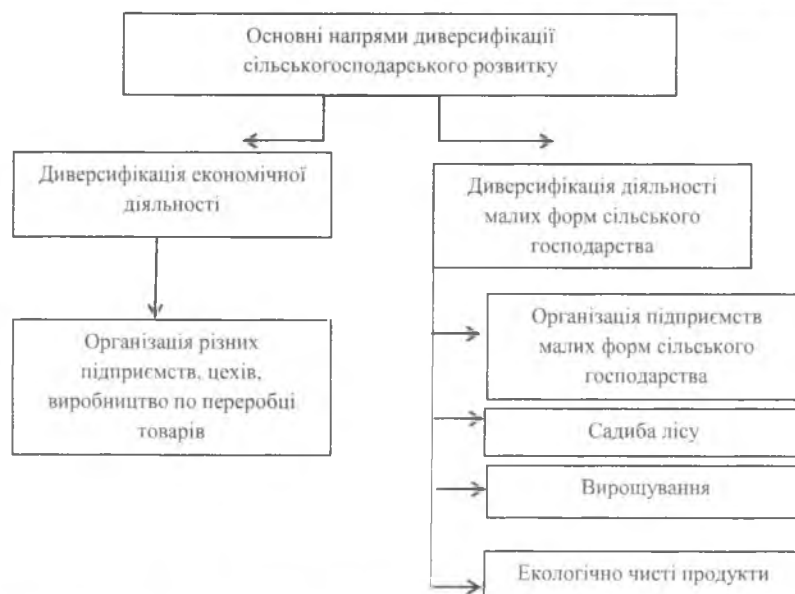 Основні напрями диверсифікації
сільськогосподарського розвитку
Диверсифікація економічної
діяльності
Диверсифікація діяльності
малих форм сільського
господарства
Організація різних
підприємств, цехів,
виробництво по переробці
товарів
Організація підприємств
малих форм сільського
господарства
Садиба лісу
Вирощування
Екологічно чисті продукти